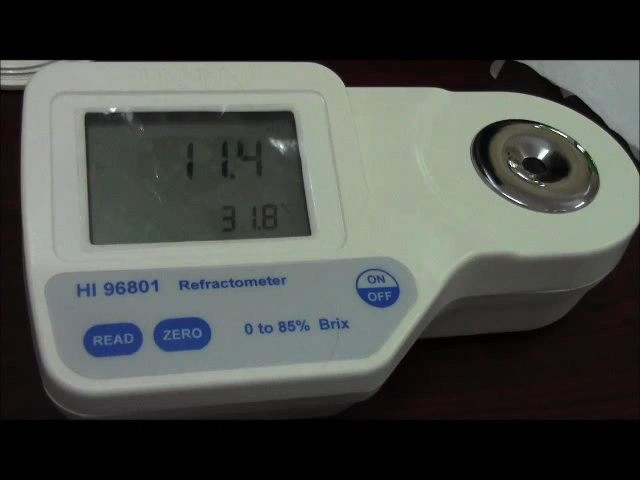 11.4
31.8°C
HI 96801 Refractometer
ON
OFF
READ ZERO 0 to 85% Brix